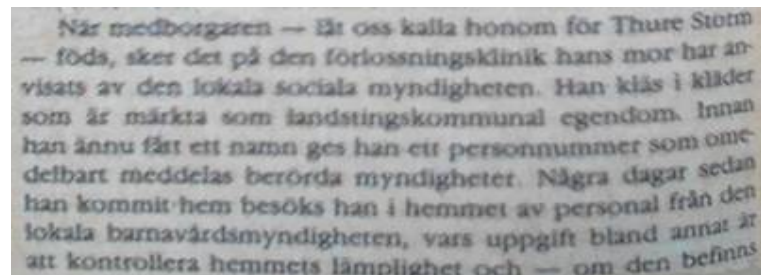 När medborgaren — låt oss kalla honom för Thure Storm
— föds, sker det på den förlossningsklinik hans mor har an-
visats av den lokala sociala myndigheten. Han kläs i kläder
som är märkta som landstingskommunal egendom. Innan
han ännu fått ett namn ges han ett personnummer som ome-
delbart meddelas berörda myndigheter. Några dagar sedan
han kommit hem besöks han i hemmet av personal från den
lokala barnavårdsmyndigheten, vars uppgift bland annat är
att kontrollera hemmets lämplighet och — om den befinns